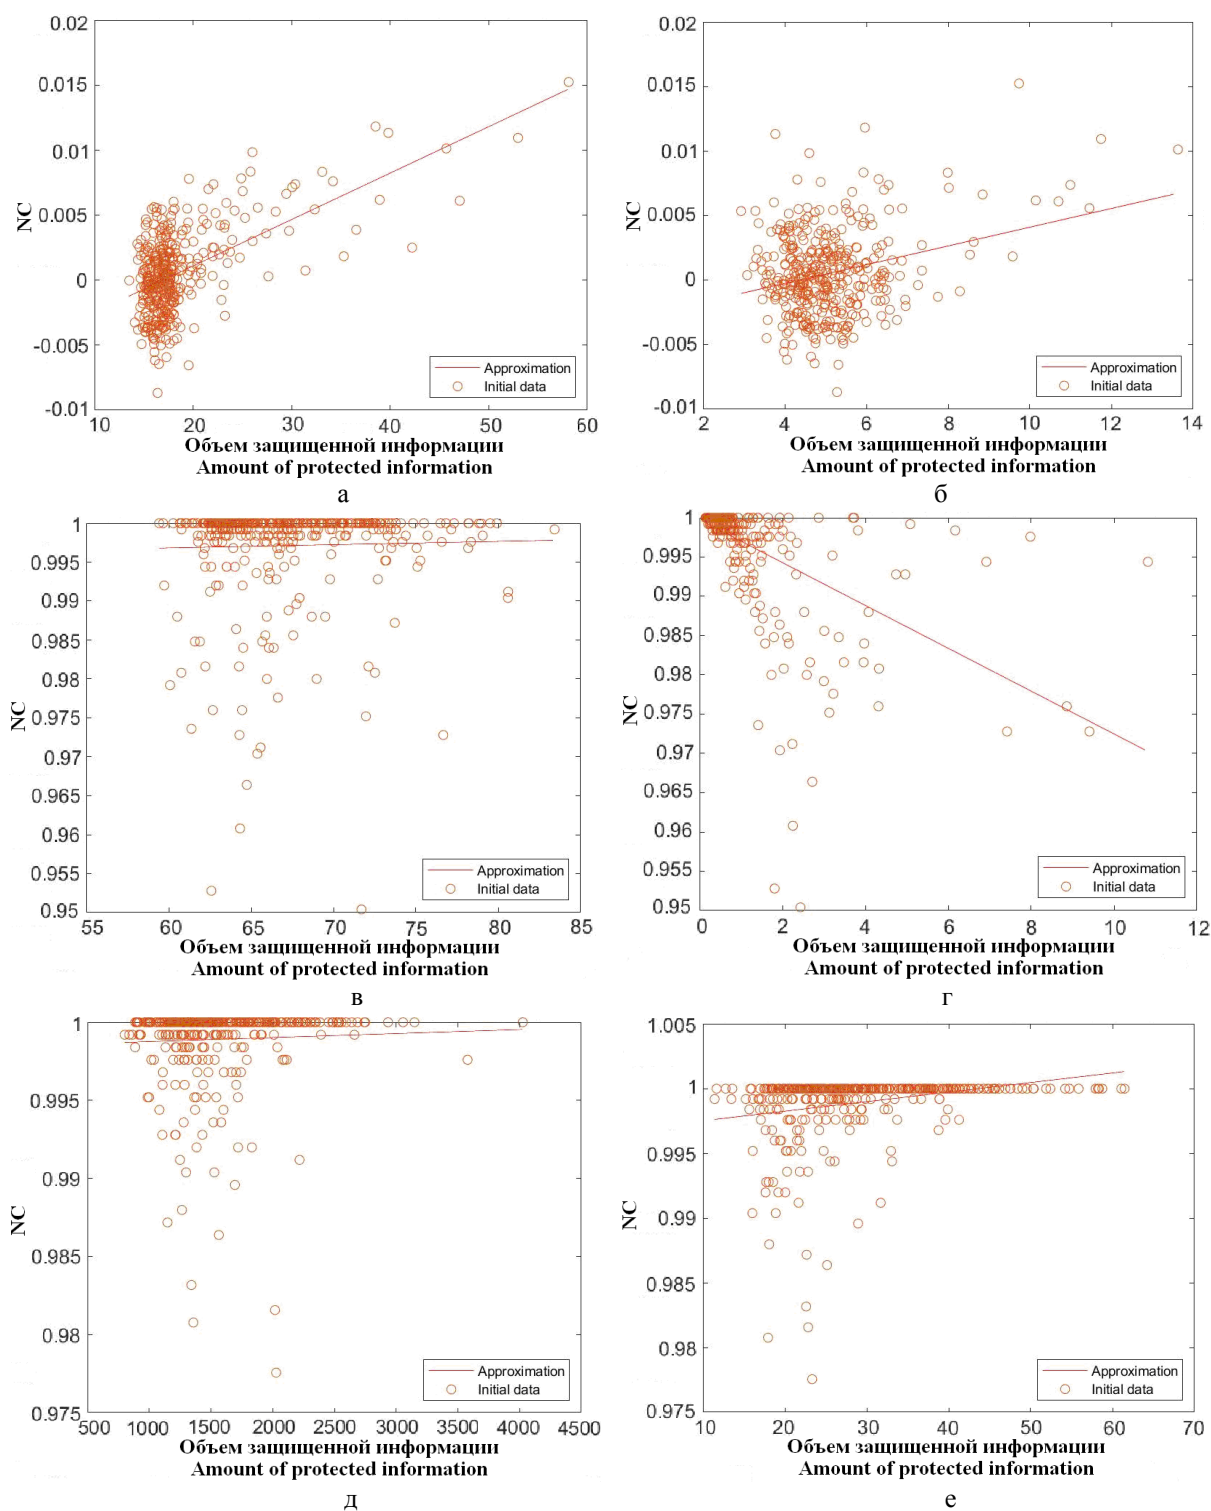 0.02
0.015
0.01
0.005
0
-0.005
-0.01
NC
10
20
30
40
50
60
Approximation
Initial data
Объем защищенной информации
Amount of protected information
а
0.02
0.015
0.01
0.005
0
-0.005
-0.01
NC
2
4
6
8
10
12
14
Approximation
Initial data
Объем защищенной информации
Amount of protected information
б
1
0.995
0.99
0.985
0.98
0.975
0.97
0.965
0.96
0.955
0.95
NC
55
60
65
70
75
80
85
Approximation
Initial data
Объем защищенной информации
Amount of protected information
в
1
0.995
0.99
0.985
0.98
0.975
0.97
0.965
0.96
0.955
0.95
NC
0
2
4
6
8
10
12
Approximation
Initial data
Объем защищенной информации
Amount of protected information
г
1
0.995
0.99
0.985
0.98
0.975
NC
500
1000
1500
2000
2500
3000
3500
4000
4500
Approximation
Initial data
Объем защищенной информации
Amount of protected information
д
1.005
1
0.995
0.99
0.985
0.98
0.975
NC
10
20
30
40
50
60
70
Approximation
Initial data
Объем защищенной информации
Amount of protected information
е